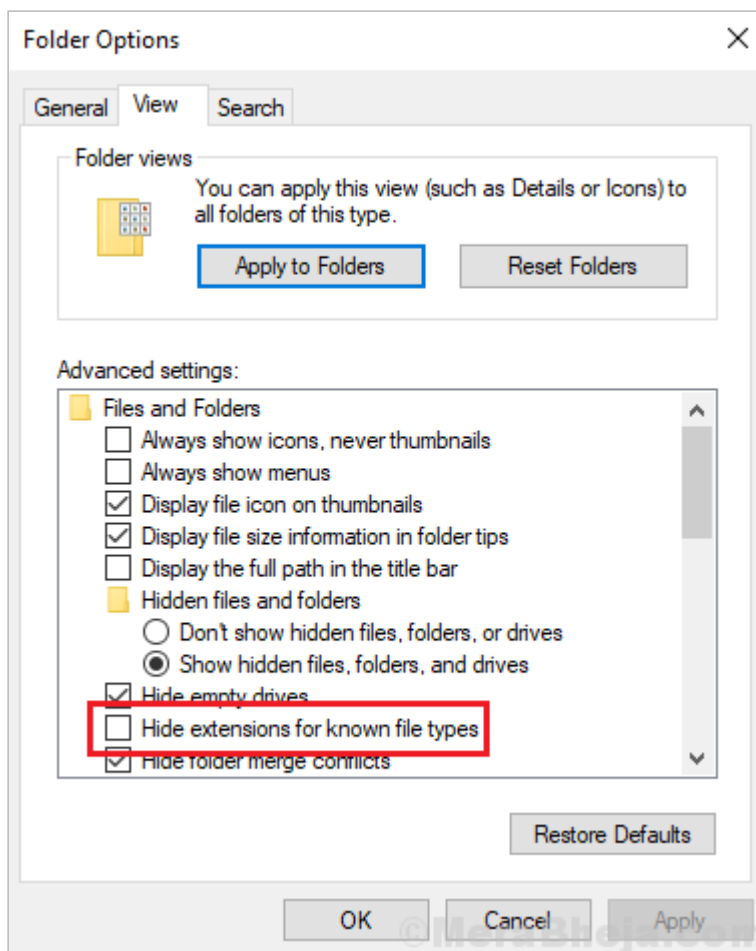 Folder Options
General View Search
Folder views
You can apply this view (such as Details or Icons) to
all folders of this type.
Apply to Folders Reset Folders
Advanced settings:
Files and Folders
Always show icons, never thumbnails
Always show menus
Display file icon on thumbnails
Display file size information in folder tips
Display the full path in the title bar
Hidden files and folders
Don't show hidden files, folders, or drives
Show hidden files, folders, and drives
Hide empty drives
Hide extensions for known file types
Hide folder merge conflicts
Restore Defaults
OK Cancel Apply
©MeraBheja.com